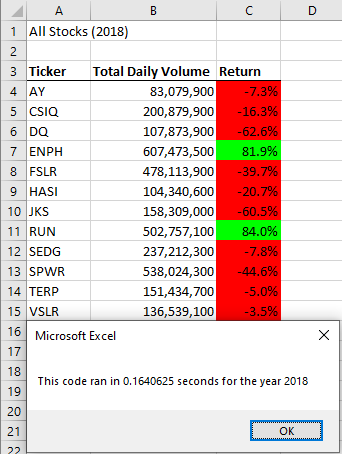 A B C D
1 All Stocks (2018)
2
3 Ticker Total Daily Volume Return
4 AY 83,079,900 -7.3%
5 CSIQ 200,879,900 -16.3%
6 DQ 107,873,900 -62.6%
7 ENPH 607,473,500 81.9%
8 FSLR 478,113,900 -39.7%
9 HASI 104,340,600 -20.7%
10 JKS 158,309,000 -60.5%
11 RUN 502,757,100 84.0%
12 SEDG 237,212,300 -7.8%
13 SPWR 538,024,300 -44.6%
14 TERP 151,434,700 -5.0%
15 VSLR 136,539,100 -3.5%
16
17 Microsoft Excel
18
19 This code ran in 0.1640625 seconds for the year 2018
20
21 OK
22